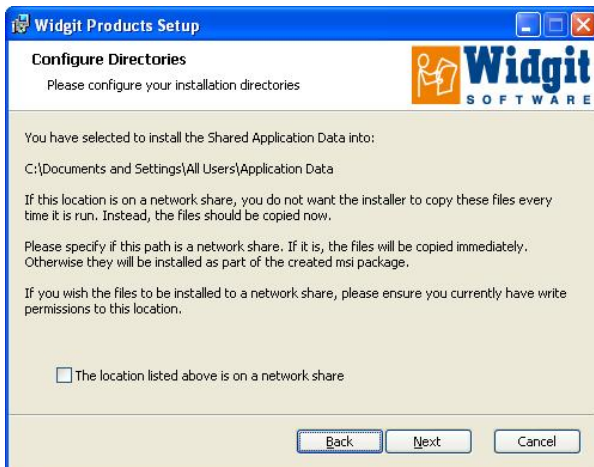 Widgit Products Setup
Configure Directories
Please configure your installation directories
Widgit
SOFTWARE
You have selected to install the Shared Application Data into:
C:\Documents and Settings\All Users\Application Data
If this location is on a network share, you do not want the installer to copy these files every
time it is run. Instead, the files should be copied now.
Please specify if this path is a network share. If it is, the files will be copied immediately.
Otherwise they will be installed as part of the created msi package.
If you wish the files to be installed to a network share, please ensure you currently have write
permissions to this location.
The location listed above is on a network share
Back Next Cancel